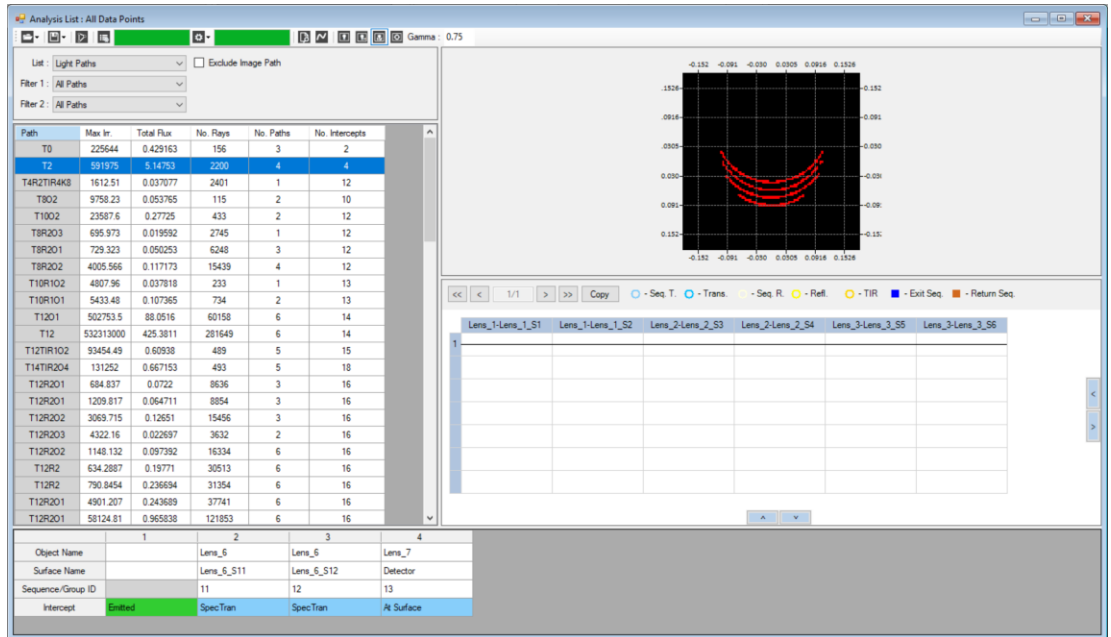 Analysis List : All Data Points
Gamma : 0.75
List : Light Paths Exclude Image Path
Filter 1 : All Paths
Filter 2 : All Paths
Path Max Irr. Total Flux No. Rays No. Paths No. Intercepts
T0 225644 0.429163 156 3 2
T2 591975 5.14753 2200 4 4
T4R2TIR4K8 1612.51 0.037077 2401 1 12
T8O2 9758.23 0.053765 115 2 10
T10O2 23587.6 0.27725 433 2 12
T8R2O3 695.973 0.019592 2745 1 12
T8R2O1 729.323 0.050253 6248 3 12
T8R2O2 4005.566 0.117173 15439 4 12
T10R1O2 4807.96 0.037818 233 1 13
T10R1O1 5433.48 0.107365 734 2 13
T12O1 502753.5 88.0516 60158 6 14
T12 532313000 425.3811 281649 6 14
T12TIR1O2 93454.49 0.60938 489 5 15
T14TIR2O4 131252 0.667153 493 5 18
T12R2O1 684.837 0.0722 8636 3 16
T12R2O1 1209.817 0.064711 8854 3 16
T12R2O2 3069.715 0.12651 15456 3 16
T12R2O3 4322.16 0.022697 3632 2 16
T12R2O2 1148.132 0.097392 16334 6 16
T12R2 634.2887 0.19771 30513 6 16
T12R2 790.8454 0.236694 31354 6 16
T12R2O1 4901.207 0.243689 37741 6 16
T12R2O1 58124.81 0.965838 121853 6 16
-0.152 -0.091 -0.030 0.0305 0.0916 0.1526
.1526 -0.152
.0916 -0.091
.0305 -0.030
0.030 -0.03
0.091 -0.09
0.152 -0.15
-0.152 -0.091 -0.030 0.0305 0.0916 0.1526
<< < 1/1 > >> Copy - Seq. T. - Trans. - Seq. R. - Refl. - TIR - Exit Seq. - Return Seq.
Lens_1-Lens_1_S1 Lens_1-Lens_1_S2 Lens_2-Lens_2_S3 Lens_2-Lens_2_S4 Lens_3-Lens_3_S5 Lens_3-Lens_3_S6
1
<
>
1 2 3 4
Object Name Lens_6 Lens_6 Lens_7
Surface Name Lens_6_S11 Lens_6_S12 Detector
Sequence/Group ID 11 12 13
Intercept Emitted SpecTran SpecTran At Surface